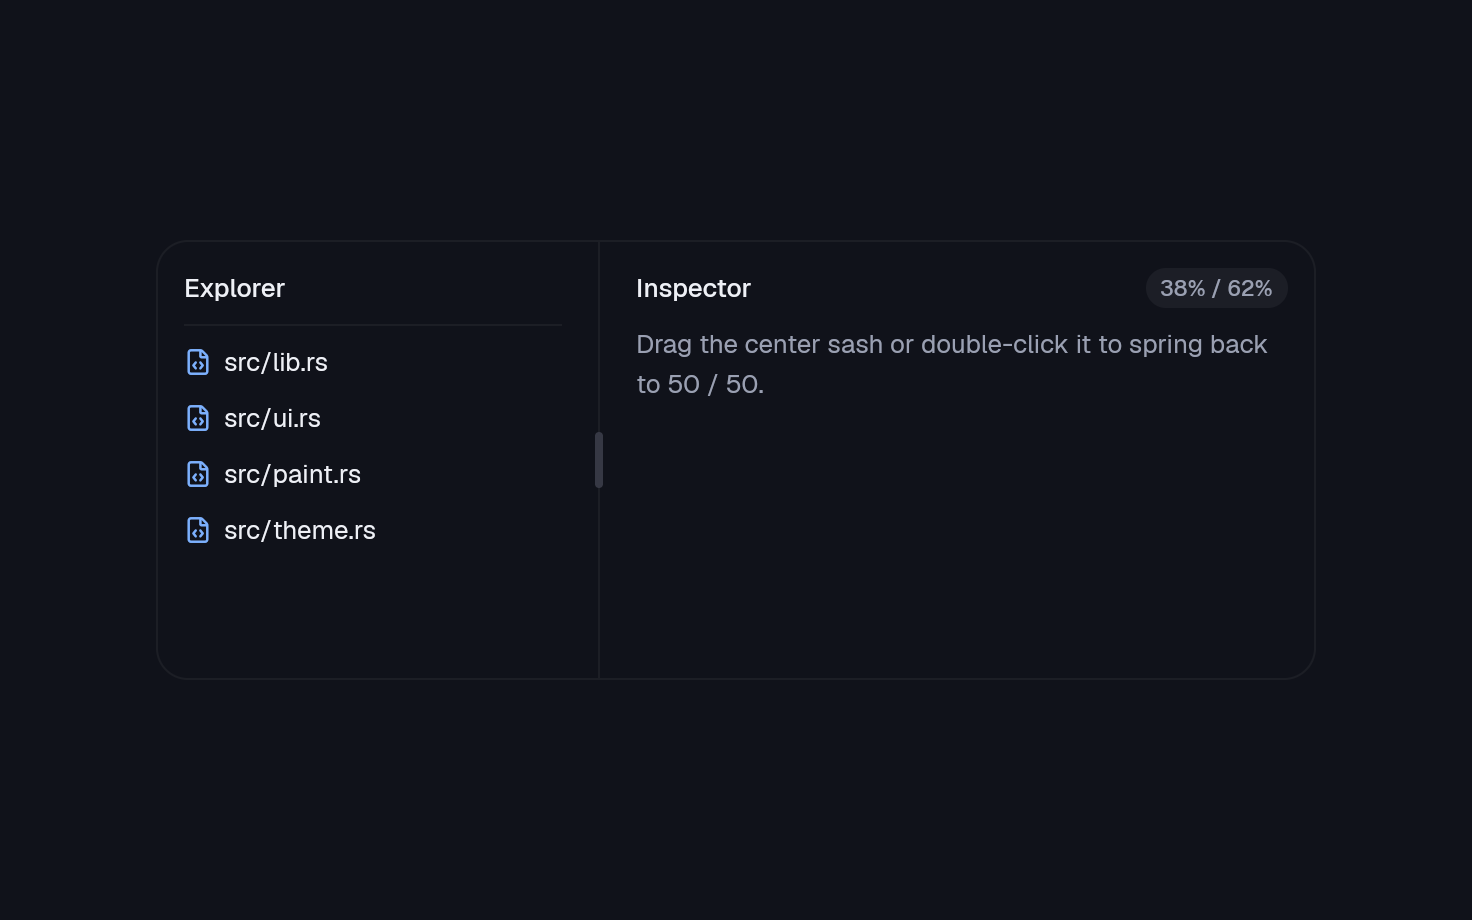 Explorer
src/lib.rs
src/ui.rs
src/paint.rs
src/theme.rs
Inspector
38% / 62%
Drag the center sash or double-click it to spring back
to 50 / 50.